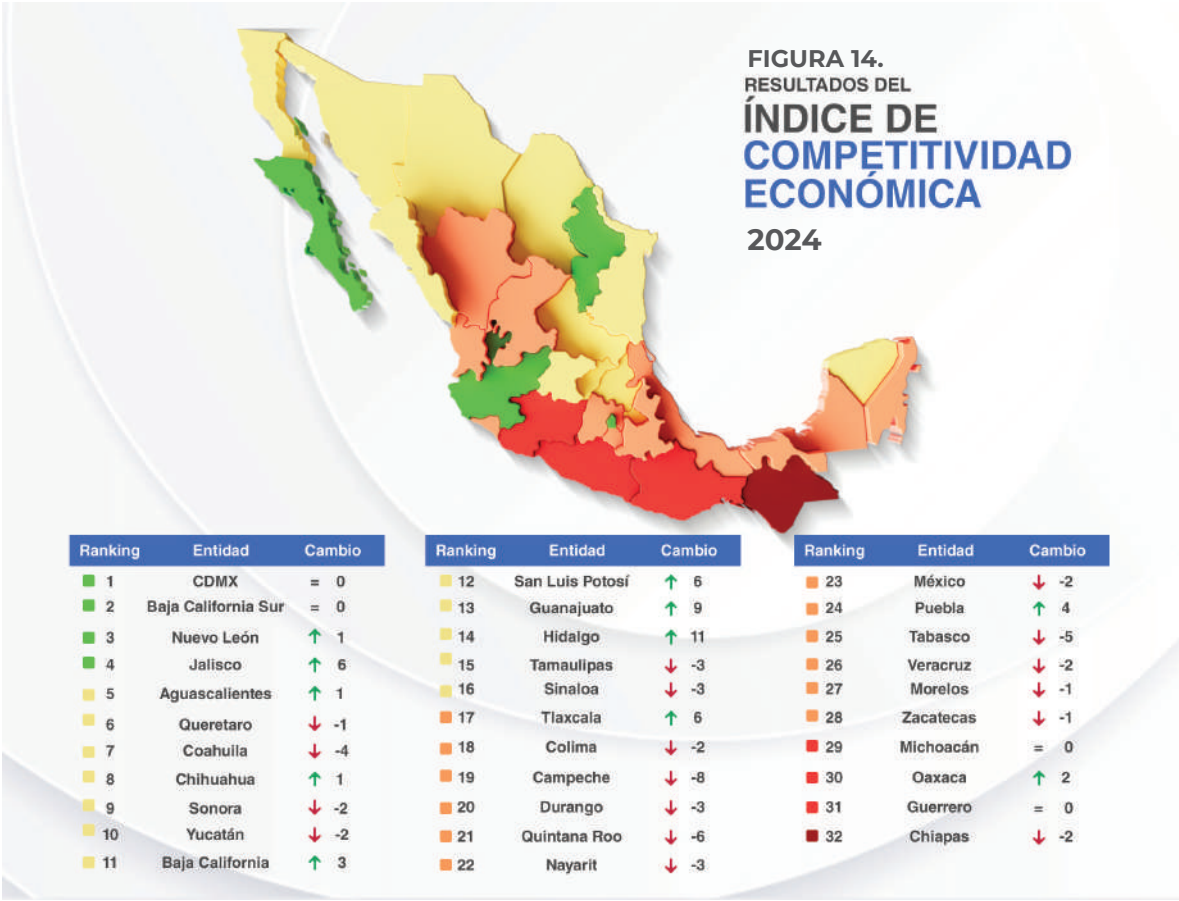 FIGURA 14.
RESULTADOS DEL
ÍNDICE DE
COMPETITIVIDAD
ECONÓMICA
2024
Ranking Entidad Cambio
1 CDMX = 0
2 Baja California Sur = 0
3 Nuevo León ↑ 1
4 Jalisco ↑ 6
5 Aguascalientes ↑ 1
6 Queretaro ↓ -1
7 Coahuila ↓ -4
8 Chihuahua ↑ 1
9 Sonora ↓ -2
10 Yucatán ↓ -2
11 Baja California ↑ 3
Ranking Entidad Cambio
12 San Luis Potosí ↑ 6
13 Guanajuato ↑ 9
14 Hidalgo ↑ 11
15 Tamaulipas ↓ -3
16 Sinaloa ↓ -3
17 Tlaxcala ↑ 6
18 Colima ↓ -2
19 Campeche ↓ -8
20 Durango ↓ -3
21 Quintana Roo ↓ -6
22 Nayarit ↓ -3
Ranking Entidad Cambio
23 México ↓ -2
24 Puebla ↑ 4
25 Tabasco ↓ -5
26 Veracruz ↓ -2
27 Morelos ↓ -1
28 Zacatecas ↓ -1
29 Michoacán = 0
30 Oaxaca ↑ 2
31 Guerrero = 0
32 Chiapas ↓ -2